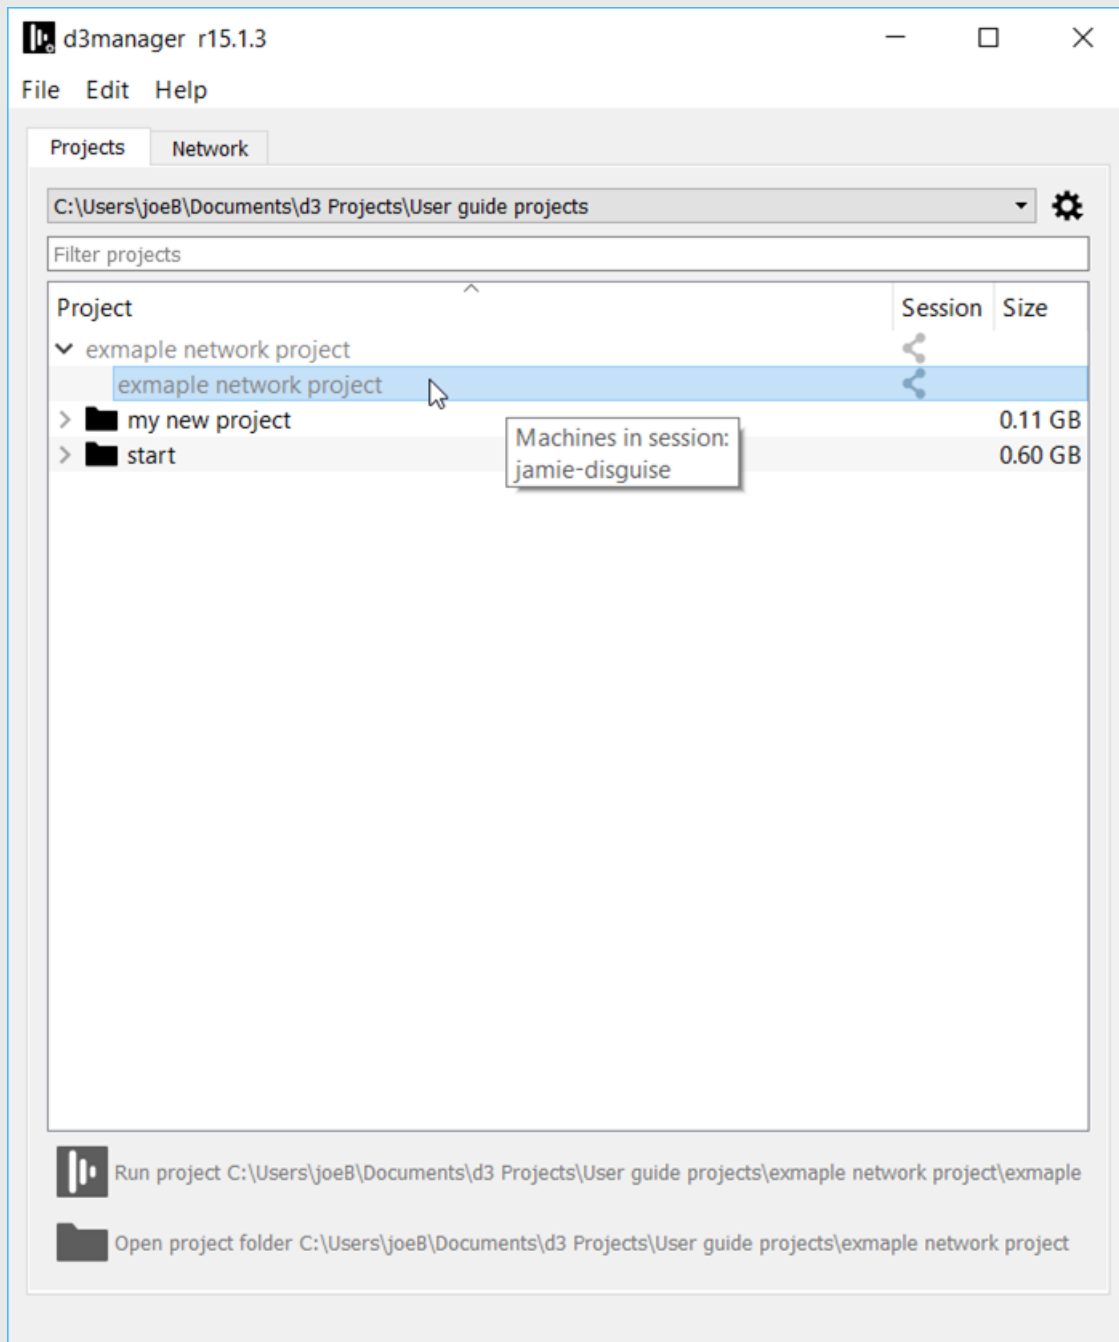 d3manager r15.1.3
File Edit Help
Projects Network
C:\Users\joeB\Documents\d3 Projects\User guide projects
Filter projects
Project Session Size
exmaple network project
exmaple network project
my new project 0.11 GB
Machines in session:
jamie-disguise
start 0.60 GB
Run project C:\Users\joeB\Documents\d3 Projects\User guide projects\exmaple network project\exmaple
Open project folder C:\Users\joeB\Documents\d3 Projects\User guide projects\exmaple network project